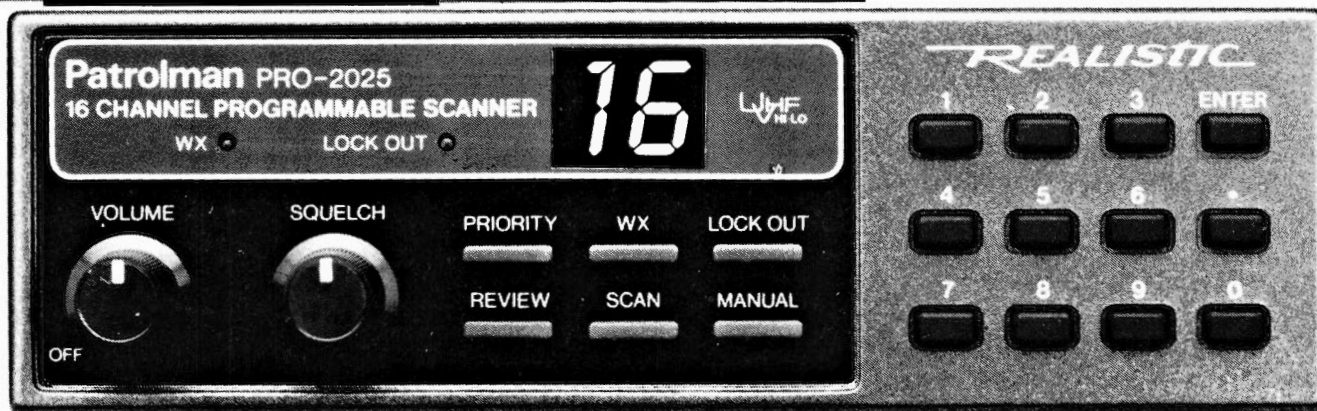 Patrolman PRO-2025
16 CHANNEL PROGRAMMABLE SCANNER
WX LOCK OUT
16
UVHF
HI-LO
REALISTIC
VOLUME SQUELCH
OFF
PRIORITY WX LOCK OUT
REVIEW SCAN MANUAL
1 2 3 ENTER
4 5 6 •
7 8 9 0